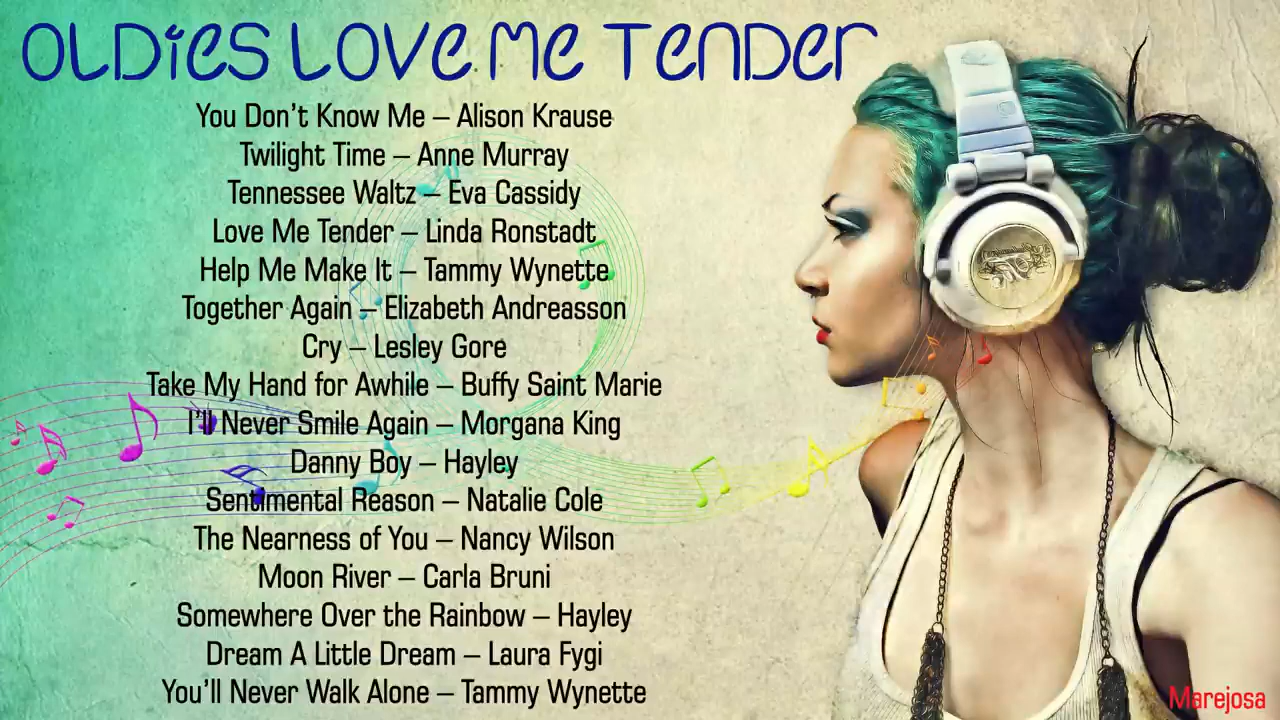 OLDIES LOVE ME TENDER
You Don't Know Me – Alison Krause
Twilight Time – Anne Murray
Tennessee Waltz – Eva Cassidy
Love Me Tender – Linda Ronstadt
Help Me Make It – Tammy Wynette
Together Again – Elizabeth Andreasson
Cry – Lesley Gore
Take My Hand for Awhile – Buffy Saint Marie
I'll Never Smile Again – Morgana King
Danny Boy – Hayley
Sentimental Reason – Natalie Cole
The Nearness of You – Nancy Wilson
Moon River – Carla Bruni
Somewhere Over the Rainbow – Hayley
Dream A Little Dream – Laura Fygi
You'll Never Walk Alone – Tammy Wynette
Marejosa